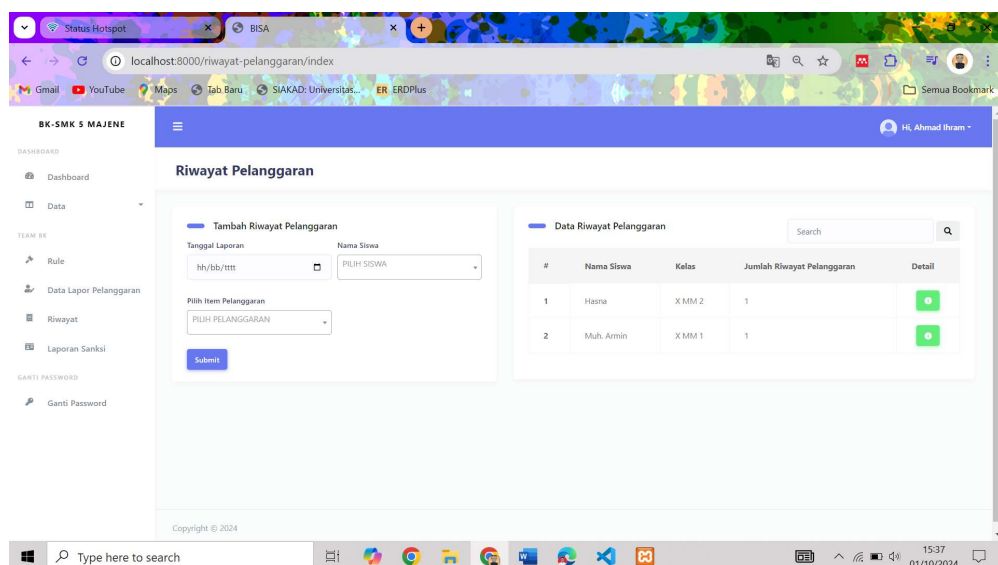 Status Hotspot
BISA
localhost:8000/riwayat-pelanggaran/index
Gmail YouTube Maps Tab Baru SIAKAD: Universitas... ER ERDPlus Semua Bookmark
BK-SMK 5 MAJENE
Hi, Ahmad Ihram
DASHBOARD
Dashboard
Data
TEAM BK
Rule
Data Lapor Pelanggaran
Riwayat
Laporan Sanksi
GANTI PASSWORD
Ganti Password
Riwayat Pelanggaran
Tambah Riwayat Pelanggaran
Tanggal Laporan Nama Siswa
hh/bb/tttt PILIH SISWA
Pilih Item Pelanggaran
PILIH PELANGGARAN
Submit
Data Riwayat Pelanggaran
Search
# Nama Siswa Kelas Jumlah Riwayat Pelanggaran Detail
1 Hasna X MM 2 1
2 Muh. Armin X MM 1 1
Copyright © 2024
Type here to search
15:37
01/10/2024